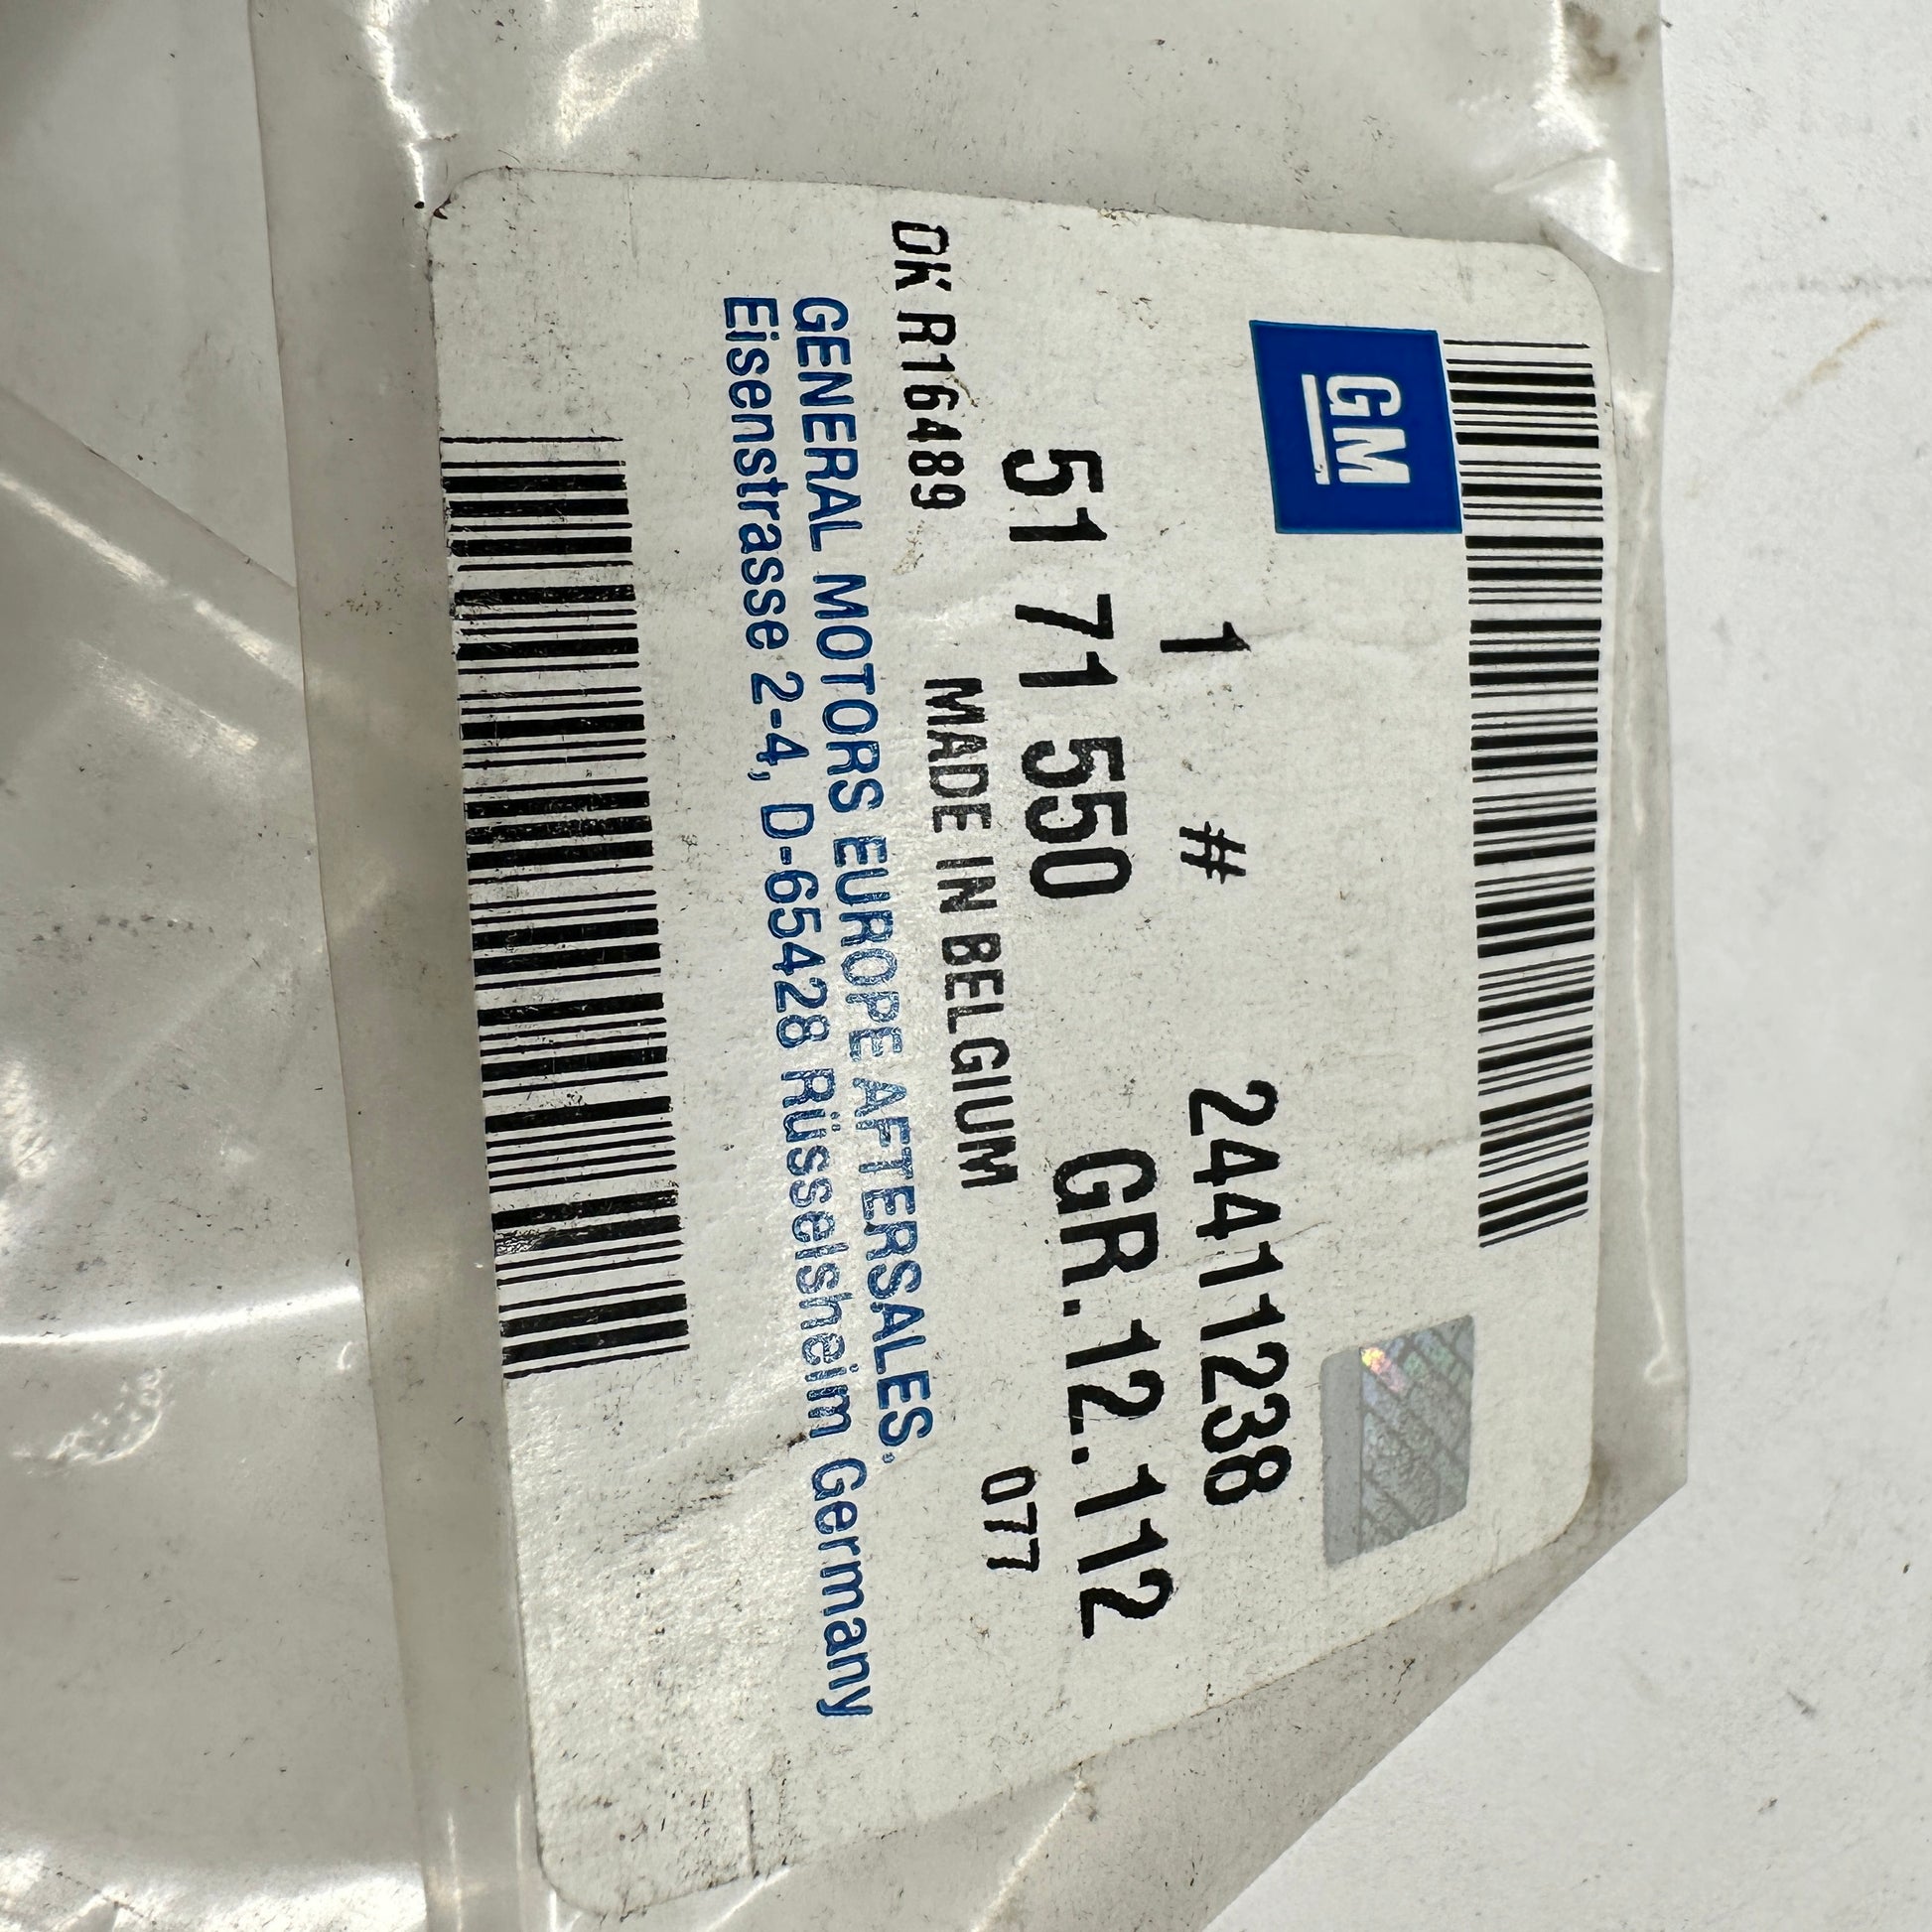 GM
1 # 24411238
51 71 550 GR.12.112
OK R16489 MADE IN BELGIUM 077
GENERAL MOTORS EUROPE AFTERSALES,
Eisenstrasse 2-4, D-65428 Rüsselsheim Germany